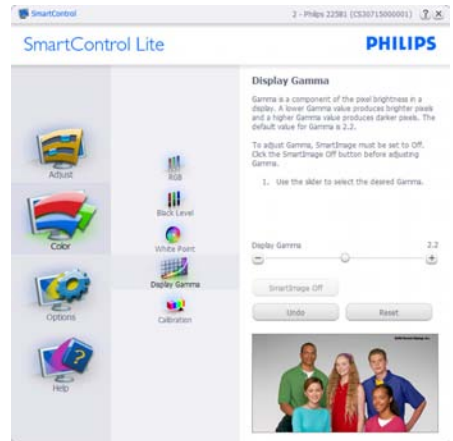 SmartControl
2 - Philips 225B1 (CS30715000001)
SmartControl Lite
PHILIPS
Adjust
Color
Options
Help
RGB
Black Level
White Point
Display Gamma
Calibration
Display Gamma
Gamma is a component of the pixel brightness in a
display. A lower Gamma value produces brighter pixels
and a higher Gamma value produces darker pixels. The
default value for Gamma is 2.2.
To adjust Gamma, SmartImage must be set to Off.
Click the SmartImage Off button before adjusting
Gamma.
1. Use the slider to select the desired Gamma.
Display Gamma
2.2
SmartImage Off
Undo
Reset